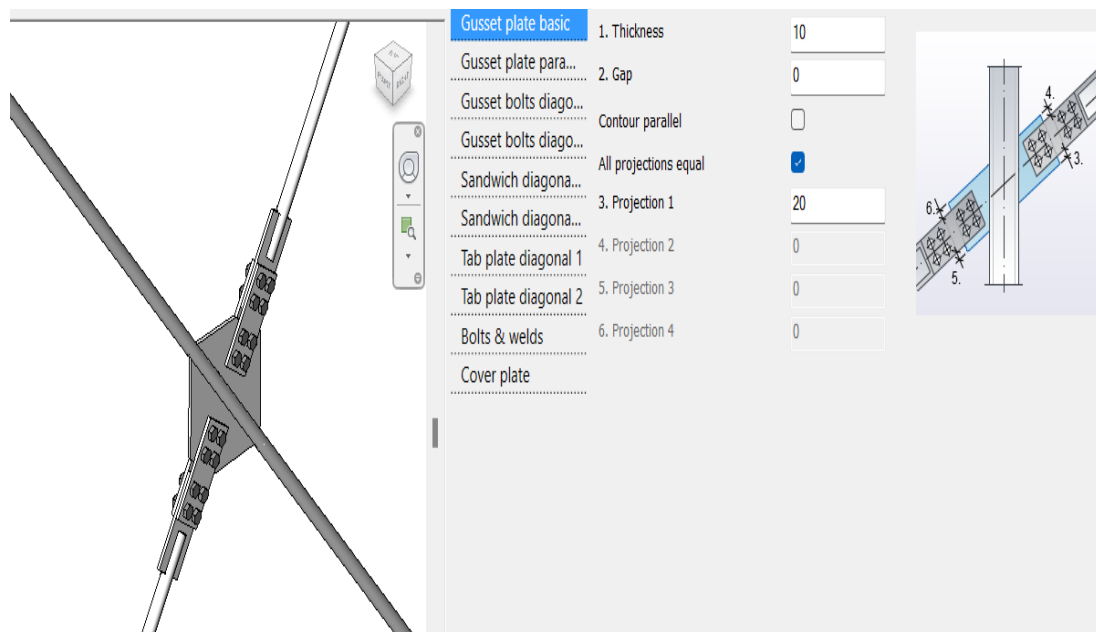 Gusset plate basic
Gusset plate para...
Gusset bolts diago...
Gusset bolts diago...
Sandwich diagona...
Sandwich diagona...
Tab plate diagonal 1
Tab plate diagonal 2
Bolts & welds
Cover plate
1. Thickness 10
2. Gap 0
Contour parallel
All projections equal
3. Projection 1 20
4. Projection 2 0
5. Projection 3 0
6. Projection 4 0
4.
3.
6.
5.
RIGHT